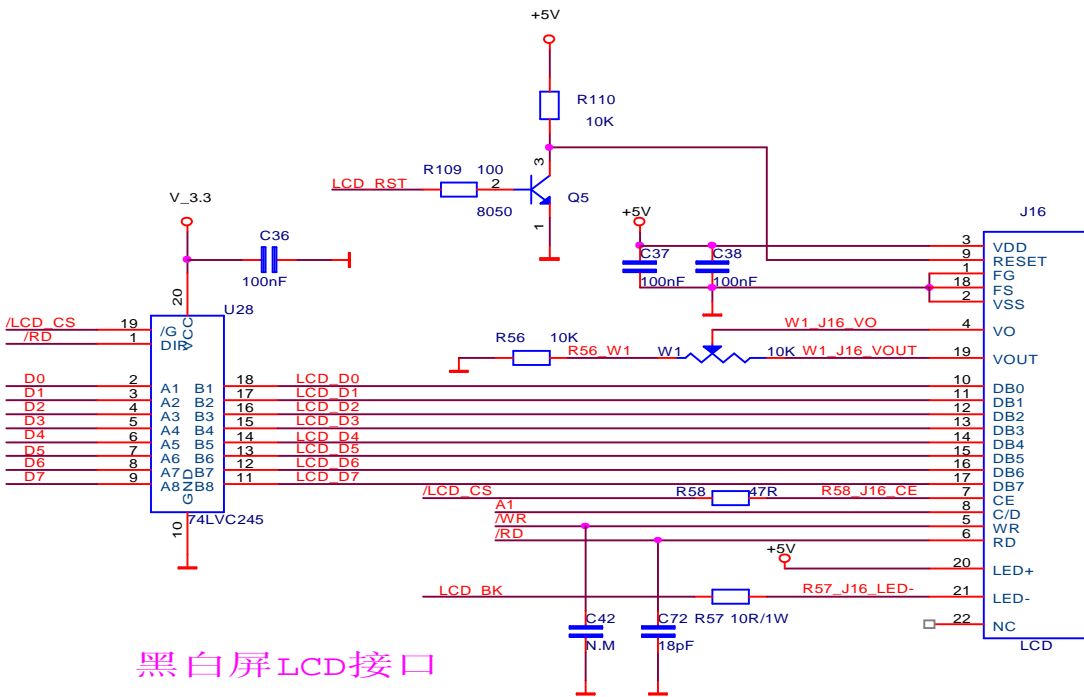 +5V
R110
10K
3
R109 100
LCD_RST
2
Q5
8050
1
V_3.3
+5V
J16
C36
100nF
C37
100nF
C38
100nF
3 VDD
9 RESET
1 FG
18 FS
2 VSS
20
U28
VCC
/LCD_CS 19 /G
/RD 1 DIR
W1_J16_VO 4 VO
R56 10K R56_W1 W1 10K W1_J16_VOUT 19 VOUT
D0 2 A1 B1 18 LCD_D0 10 DB0
D1 3 A2 B2 17 LCD_D1 11 DB1
D2 4 A3 B3 16 LCD_D2 12 DB2
D3 5 A4 B4 15 LCD_D3 13 DB3
D4 6 A5 B5 14 LCD_D4 14 DB4
D5 7 A6 B6 13 LCD_D5 15 DB5
D6 8 A7 B7 12 LCD_D6 16 DB6
D7 9 A8 B8 11 LCD_D7 17 DB7
GND
74LVC245
10
/LCD_CS R58 47R R58_J16_CE 7 CE
A1 8 C/D
/WR 5 WR
/RD 6 RD
+5V
20 LED+
LCD_BK R57_J16_LED- 21 LED-
C42
N.M
C72
18pF
R57 10R/1W
22 NC
LCD
黑白屏LCD接口